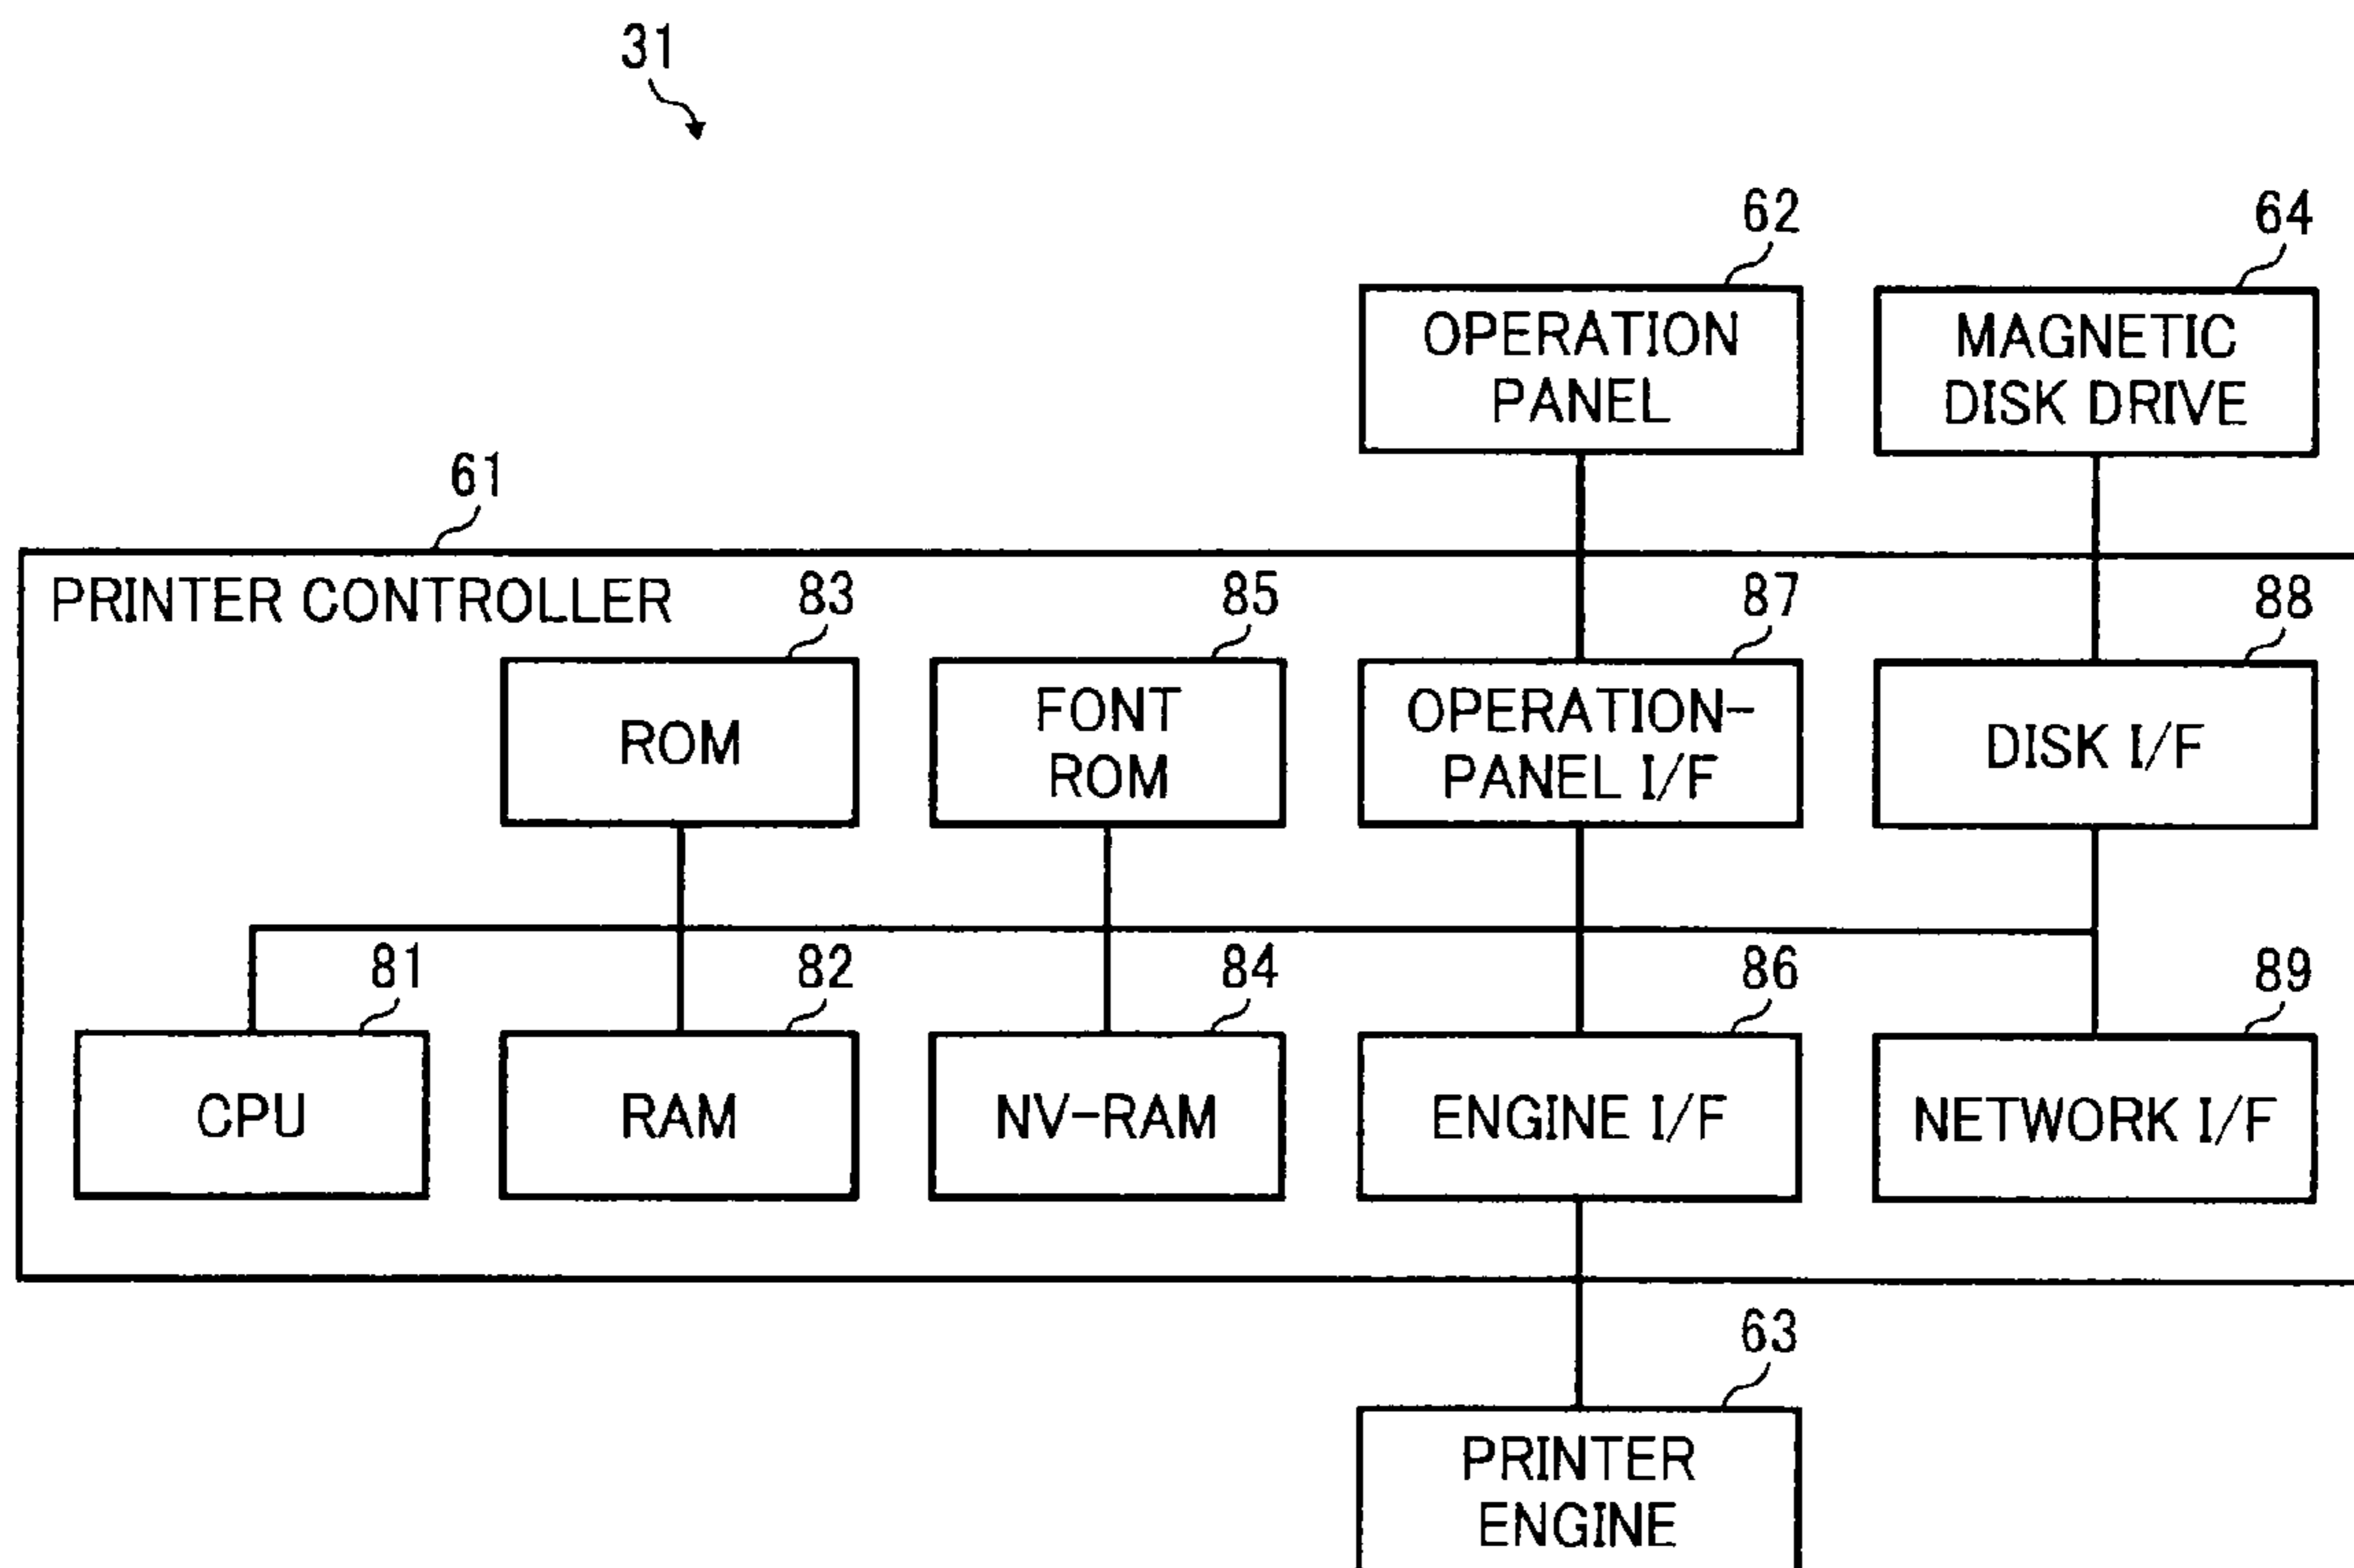 31
62
64
OPERATION
PANEL
MAGNETIC
DISK DRIVE
61
PRINTER CONTROLLER
83
85
87
88
ROM
FONT
ROM
OPERATION-
PANEL I/F
DISK I/F
81
82
84
86
89
CPU
RAM
NV-RAM
ENGINE I/F
NETWORK I/F
63
PRINTER
ENGINE